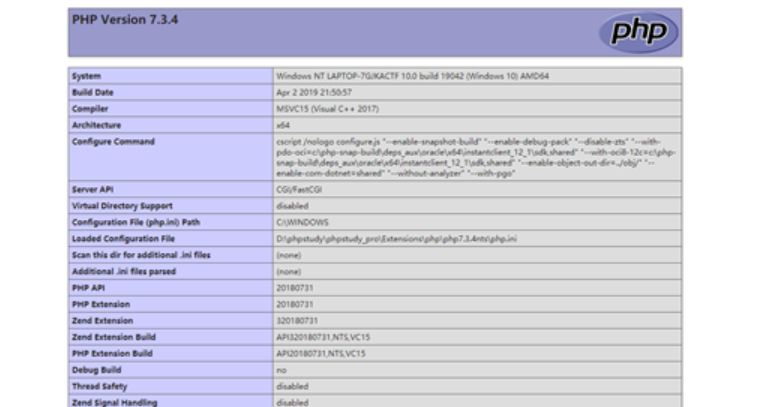 PHP Version 7.3.4
php
System Windows NT LAPTOP-7GJKACTF 10.0 build 19042 (Windows 10) AMD64
Build Date Apr 2 2019 21:50:57
Compiler MSVC15 (Visual C++ 2017)
Architecture x64
Configure Command cscript /nologo configure.js "--enable-snapshot-build" "--enable-debug-pack" "--disable-zts" "--with-
pdo-oci=c:\php-snap-build\deps_aux\oracle\x64\instantclient_12_1\sdk,shared" "--with-oci8-12c=c:\php-
snap-build\deps_aux\oracle\x64\instantclient_12_1\sdk,shared" "--enable-object-out-dir=../obj/" "--
enable-com-dotnet=shared" "--without-analyzer" "--with-pgo"
Server API CGI/FastCGI
Virtual Directory Support disabled
Configuration File (php.ini) Path C:\WINDOWS
Loaded Configuration File D:\phpstudy\phpstudy_pro\Extensions\php\php7.3.4nts\php.ini
Scan this dir for additional .ini files (none)
Additional .ini files parsed (none)
PHP API 20180731
PHP Extension 20180731
Zend Extension 320180731
Zend Extension Build API320180731,NTS,VC15
PHP Extension Build API20180731,NTS,VC15
Debug Build no
Thread Safety disabled
Zend Signal Handling disabled